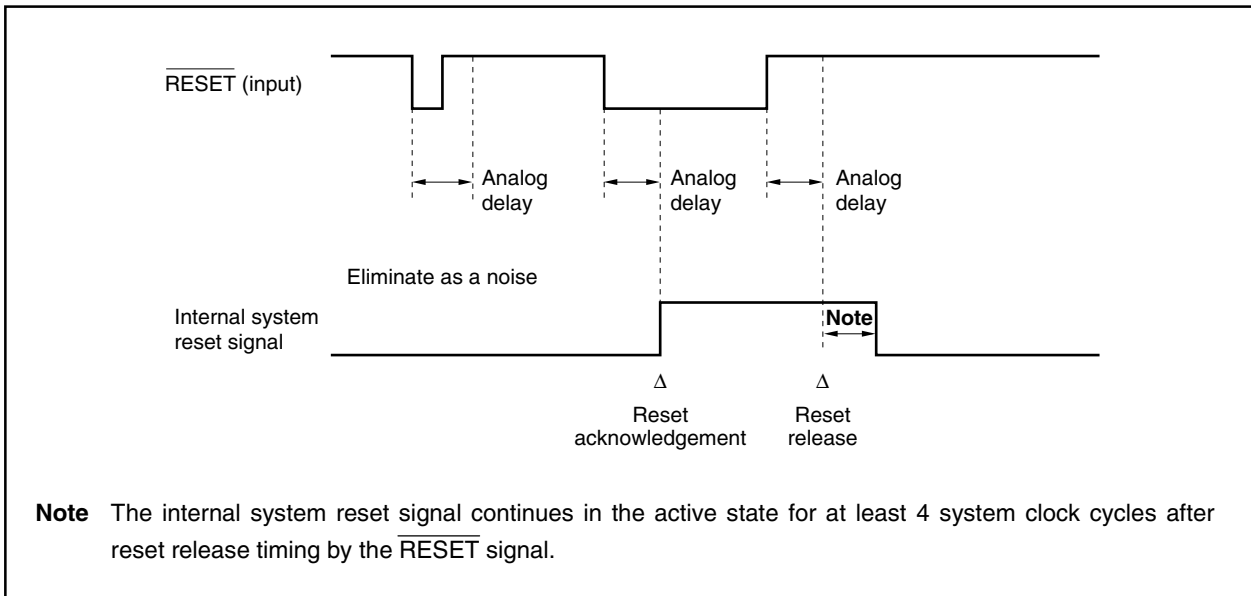 RESET (input)
Analog delay
Analog delay
Analog delay
Eliminate as a noise
Internal system reset signal
Note
Δ
Δ
Reset acknowledgement
Reset release
Note The internal system reset signal continues in the active state for at least 4 system clock cycles after
reset release timing by the RESET signal.